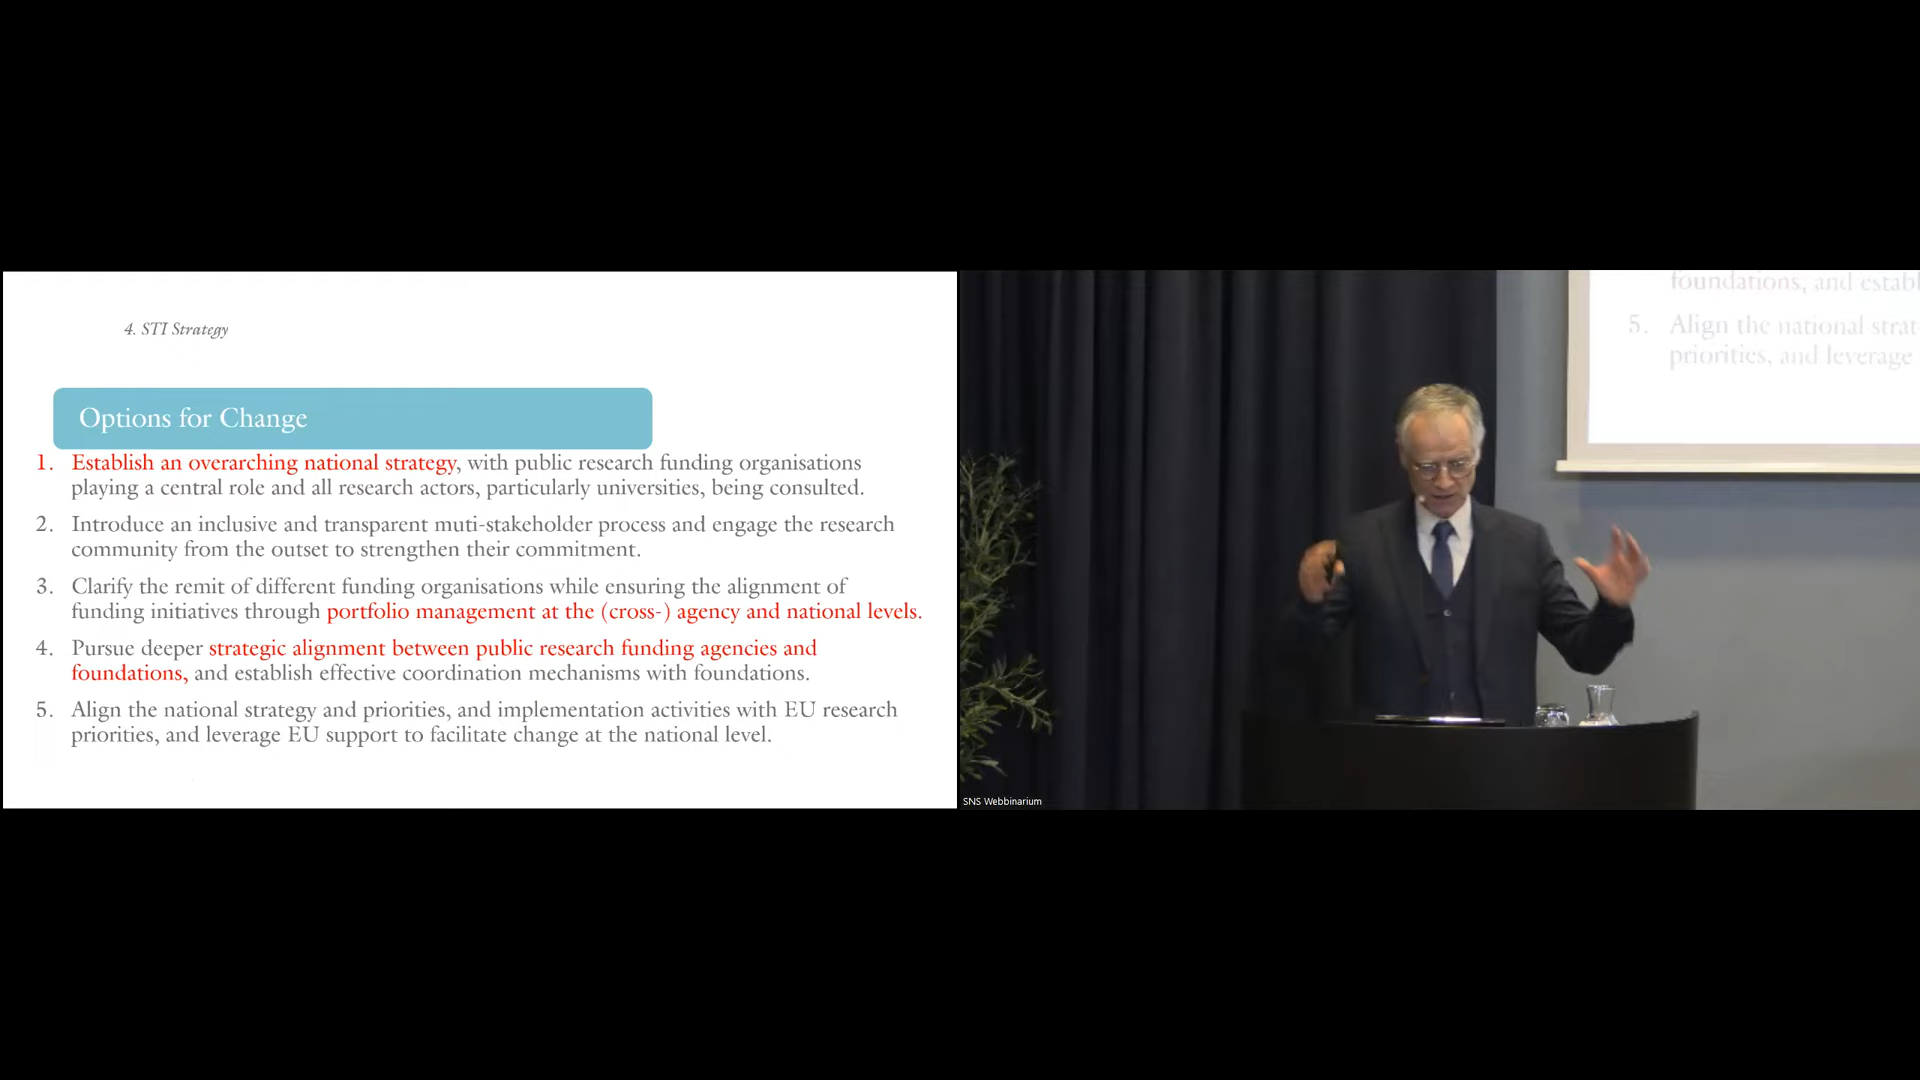 4. STI Strategy
Options for Change
1. Establish an overarching national strategy, with public research funding organisations
playing a central role and all research actors, particularly universities, being consulted.
2. Introduce an inclusive and transparent muti-stakeholder process and engage the research
community from the outset to strengthen their commitment.
3. Clarify the remit of different funding organisations while ensuring the alignment of
funding initiatives through portfolio management at the (cross-) agency and national levels.
4. Pursue deeper strategic alignment between public research funding agencies and
foundations, and establish effective coordination mechanisms with foundations.
5. Align the national strategy and priorities, and implementation activities with EU research
priorities, and leverage EU support to facilitate change at the national level.
foundations, and establ
5. Align the national strat
priorities, and leverage
SNS Webbinarium